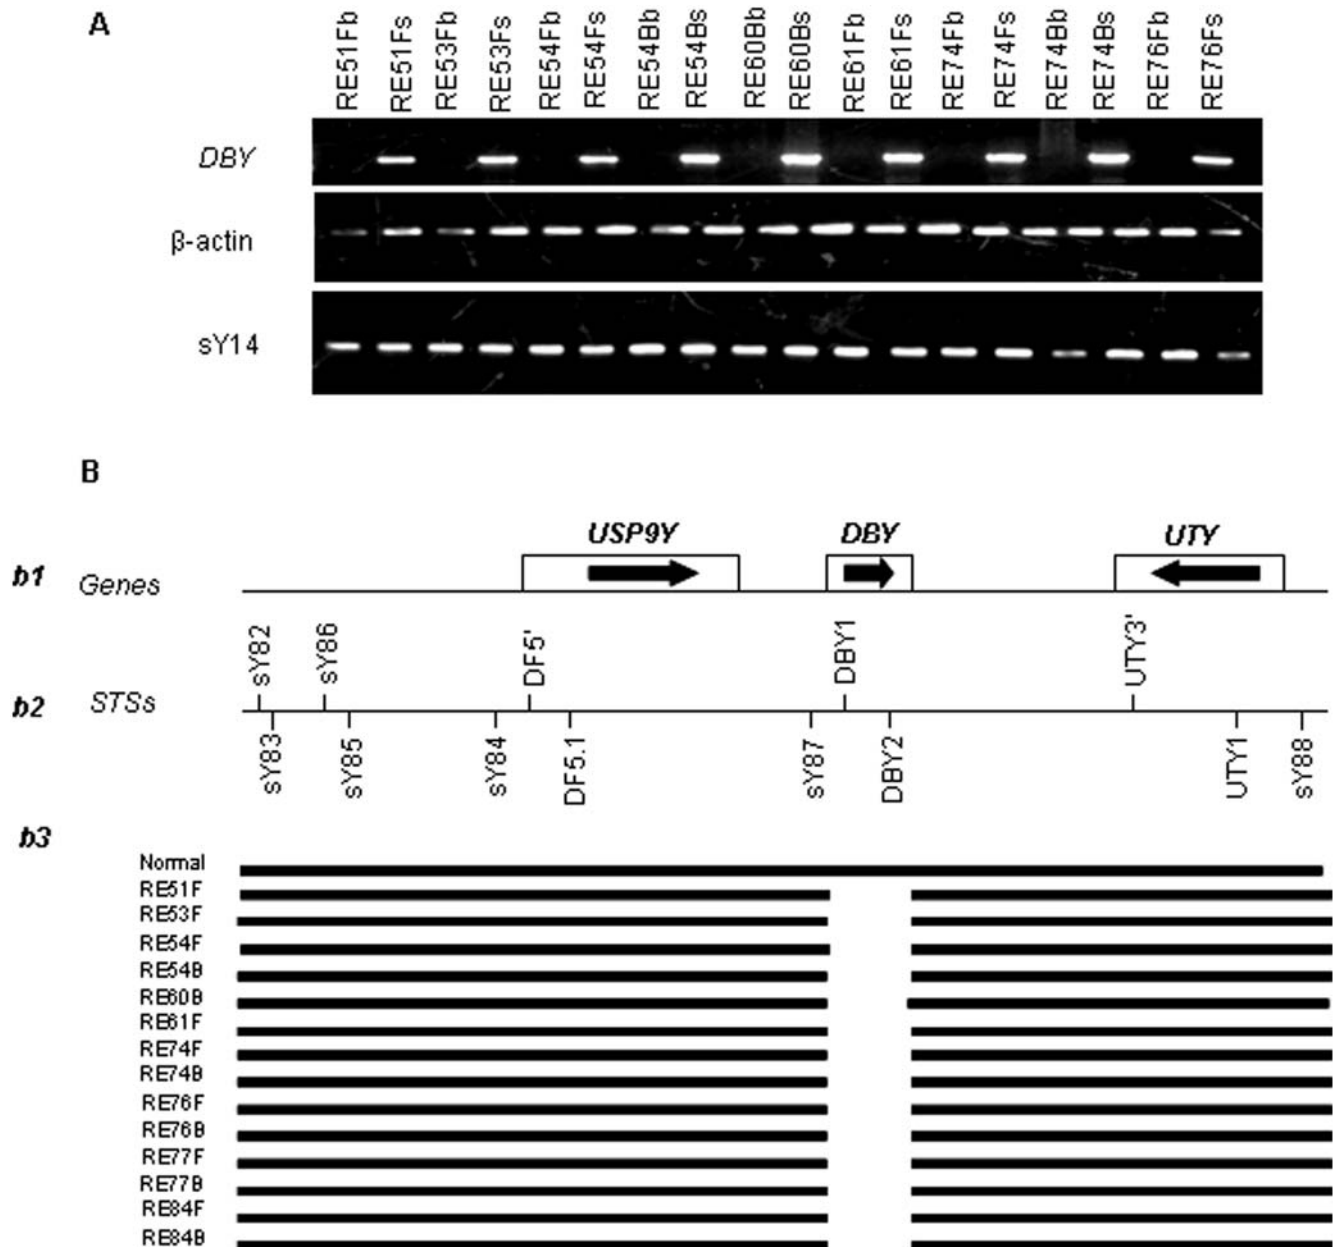 A
RE51Fb
RE51Fs
RE53Fb
RE53Fs
RE54Fb
RE54Fs
RE54Bb
RE54Bs
RE60Bb
RE60Bs
RE61Fb
RE61Fs
RE74Fb
RE74Fs
RE74Bb
RE74Bs
RE76Fb
RE76Fs
DBY
β-actin
sY14
B
USP9Y DBY UTY
b1 Genes
sY82 sY86 DF5' DBY1 UTY3'
b2 STSs
sY83 sY85 sY84 DF5.1 sY87 DBY2 UTY1 sY88
b3
Normal
RE51F
RE53F
RE54F
RE54B
RE60B
RE61F
RE74F
RE74B
RE76F
RE76B
RE77F
RE77B
RE84F
RE84B